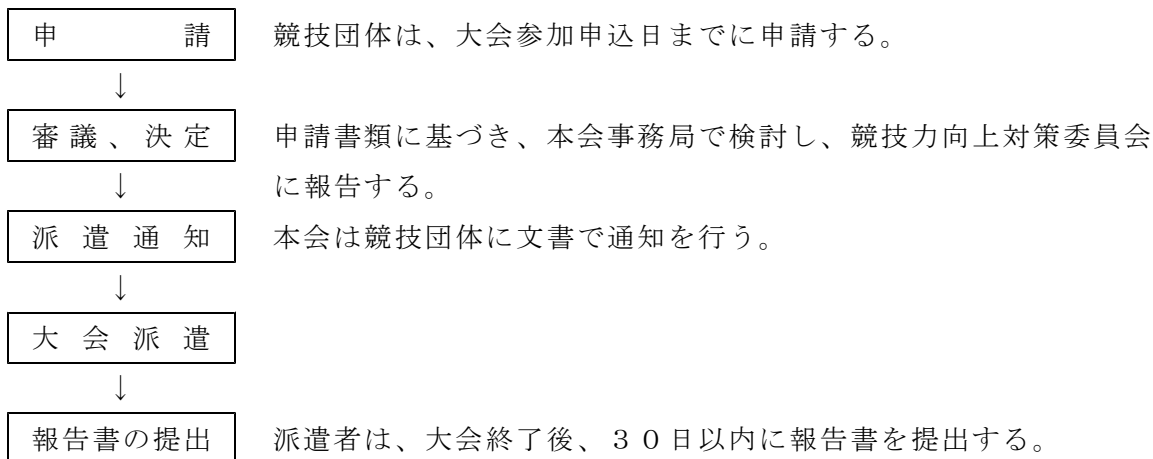 申請 競技団体は、大会参加申込日までに申請する。
↓
審議、決定 申請書類に基づき、本会事務局で検討し、競技力向上対策委員会
↓ に報告する。
派遣通知 本会は競技団体に文書で通知を行う。
↓
大会派遣
↓
報告書の提出 派遣者は、大会終了後、30日以内に報告書を提出する。